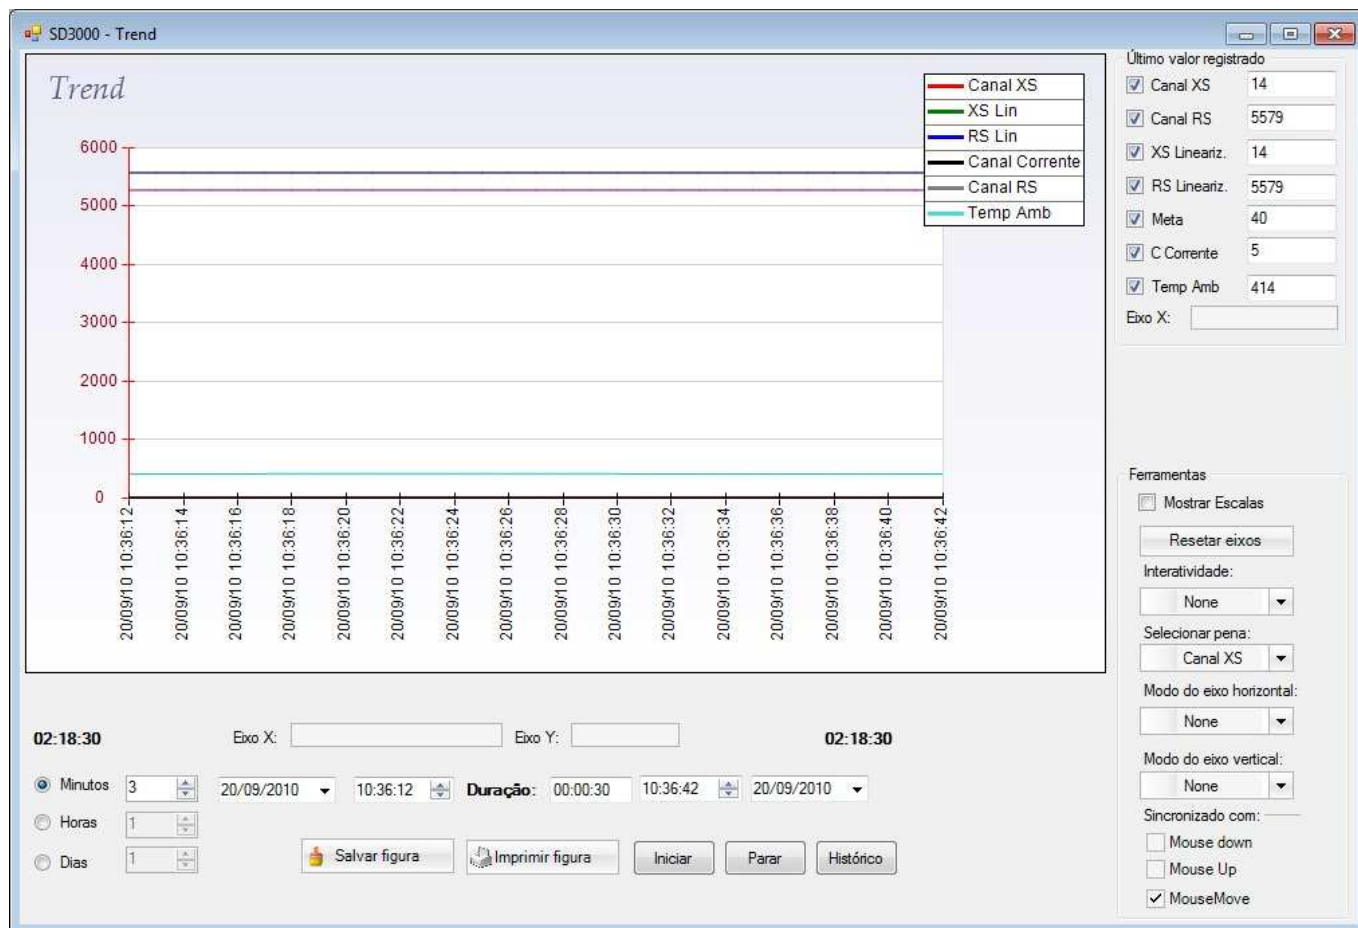 SD3000 - Trend
Trend
Canal XS
XS Lin
RS Lin
Canal Corrente
Canal RS
Temp Amb
6000
5000
4000
3000
2000
1000
0
20/09/10 10:36:12
20/09/10 10:36:14
20/09/10 10:36:16
20/09/10 10:36:18
20/09/10 10:36:20
20/09/10 10:36:22
20/09/10 10:36:24
20/09/10 10:36:26
20/09/10 10:36:28
20/09/10 10:36:30
20/09/10 10:36:32
20/09/10 10:36:34
20/09/10 10:36:36
20/09/10 10:36:38
20/09/10 10:36:40
20/09/10 10:36:42
Último valor registrado
Canal XS 14
Canal RS 5579
XS Lineariz. 14
RS Lineariz. 5579
Meta 40
C Corrente 5
Temp Amb 414
Eixo X:
Ferramentas
Mostrar Escalas
Resetar eixos
Interatividade:
None
Selecionar pena:
Canal XS
Modo do eixo horizontal:
None
Modo do eixo vertical:
None
Sincronizado com:
Mouse down
Mouse Up
MouseMove
02:18:30 Eixo X: Eixo Y: 02:18:30
Minutos 3 20/09/2010 10:36:12 Duração: 00:00:30 10:36:42 20/09/2010
Horas 1
Dias 1
Salvar figura Imprimir figura Iniciar Parar Histórico